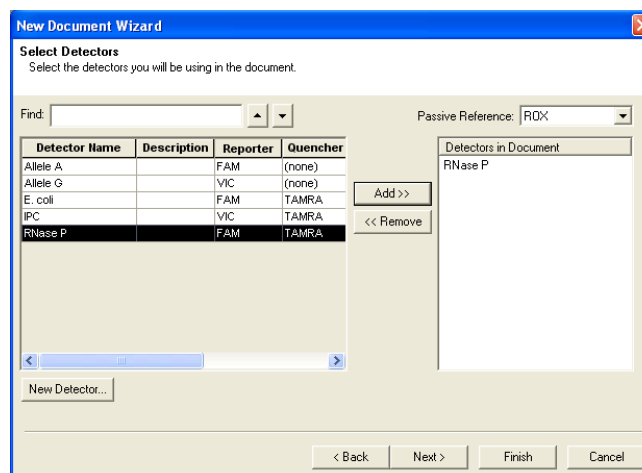 New Document Wizard
Select Detectors
Select the detectors you will be using in the document.
Find:
Passive Reference: ROX
Detector Name Description Reporter Quencher
Allele A FAM (none)
Allele G VIC (none)
E. coli FAM TAMRA
IPC VIC TAMRA
RNase P FAM TAMRA
Add >>
<< Remove
Detectors in Document
RNase P
New Detector...
< Back Next > Finish Cancel